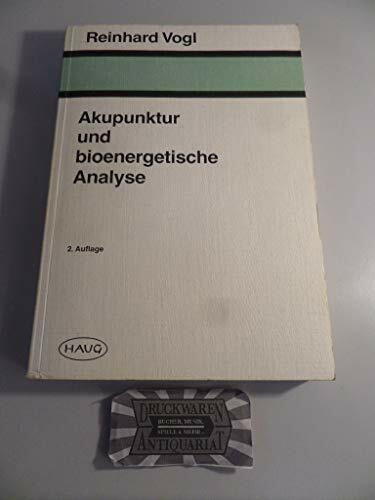 Reinhard Vogl
Akupunktur
und
bioenergetische
Analyse
2. Auflage
HAUG
DRUCKWAREN
BÜCHER, MUSIK,
SPIELE & MEHR
ANTIQUARIAT